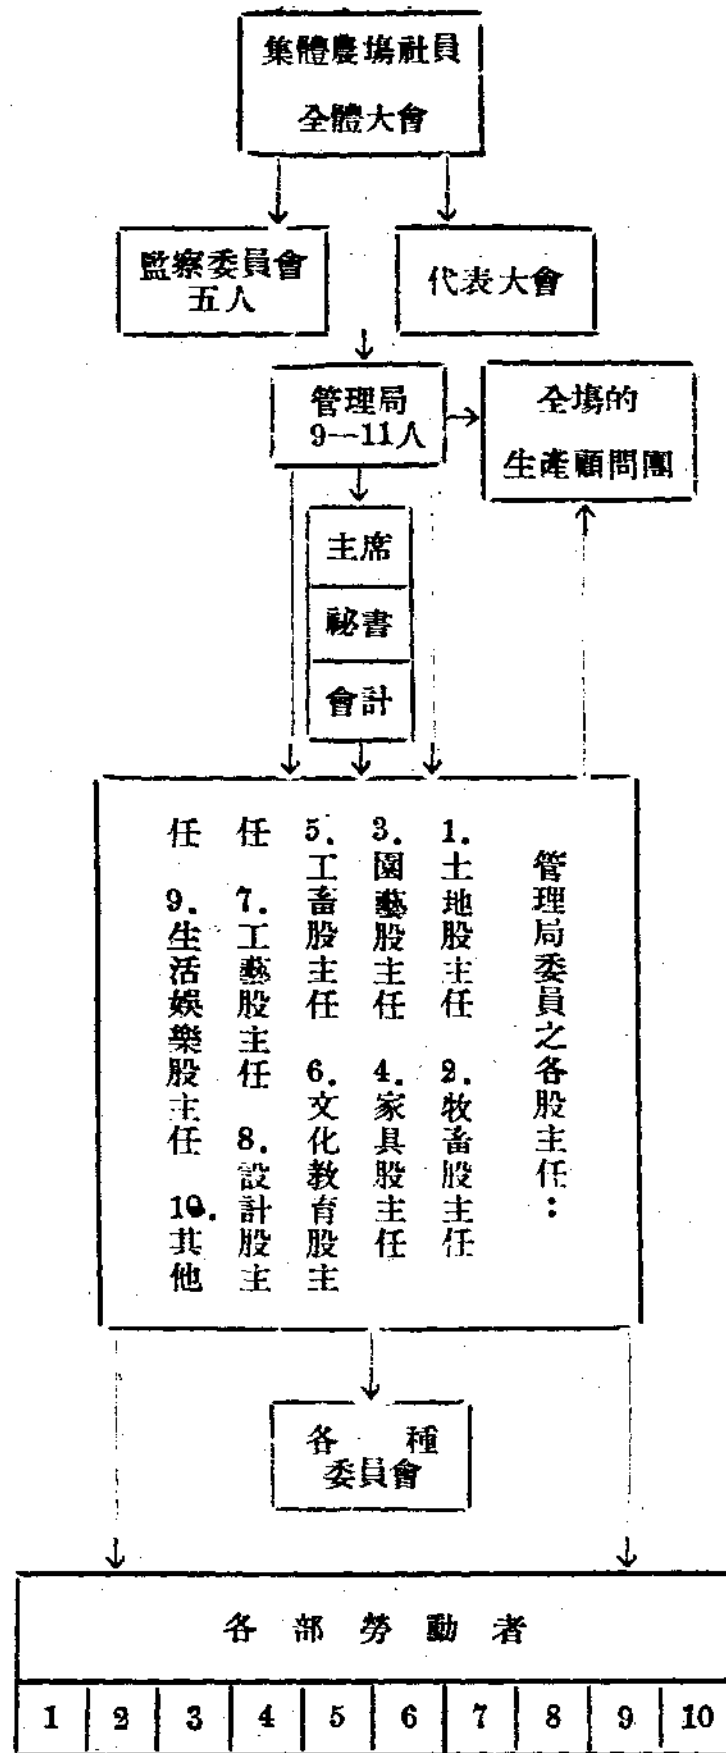 集體農塲社員
全體大會
監察委員會
五人
代表大會
管理局
9—11人
全塲的
生產顧問團
主席
祕書
會計
管理局委員之各股主任：
1.土地股主任 2.牧畜股主任
3.園藝股主任 4.家具股主任
5.工畜股主任 6.文化教育股主
任 7.工藝股主任 8.設計股主
任 9.生活娛樂股主任 10.其他
各種
委員會
各部勞動者
1 2 3 4 5 6 7 8 9 10